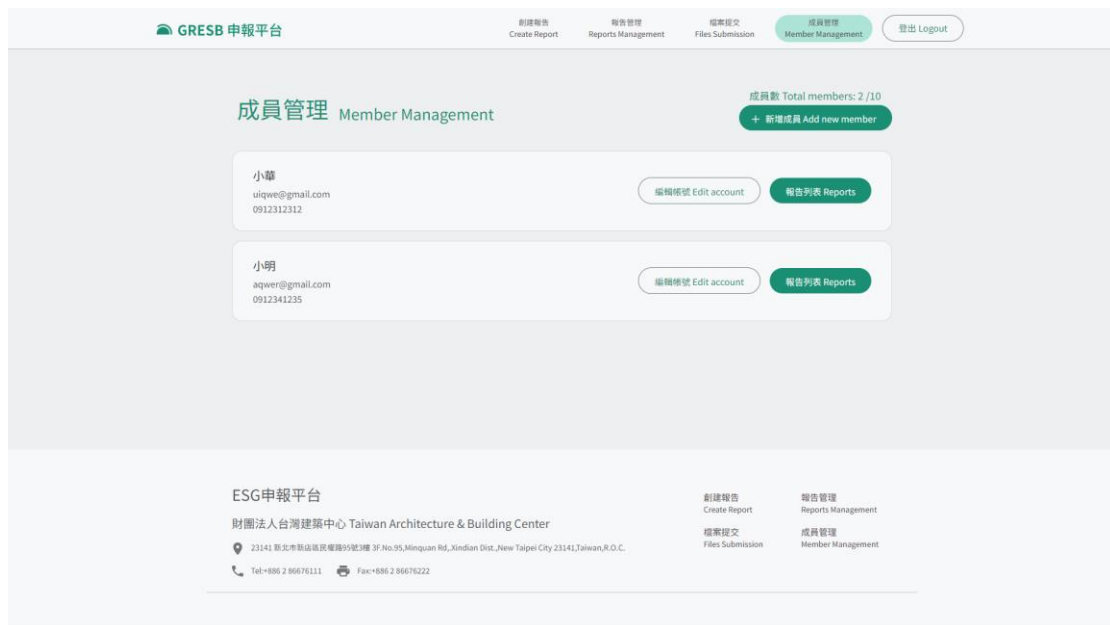 GRESB 申報平台
創建報告
Create Report
報告管理
Reports Management
檔案提交
Files Submission
成員管理
Member Management
登出 Logout
成員管理 Member Management
成員數 Total members: 2 /10
+ 新增成員 Add new member
小華
uiqwe@gmail.com
0912312312
編輯帳號 Edit account
報告列表 Reports
小明
aqwer@gmail.com
0912341235
編輯帳號 Edit account
報告列表 Reports
ESG申報平台
財團法人台灣建築中心 Taiwan Architecture & Building Center
23141 新北市新店區民權路95號3樓 3F.No.95,Minquan Rd,.Xindian Dist.,New Taipei City 23141,Taiwan,R.O.C.
Tel:+886 2 86676111 Fax:+886 2 86676222
創建報告
Create Report
報告管理
Reports Management
檔案提交
Files Submission
成員管理
Member Management